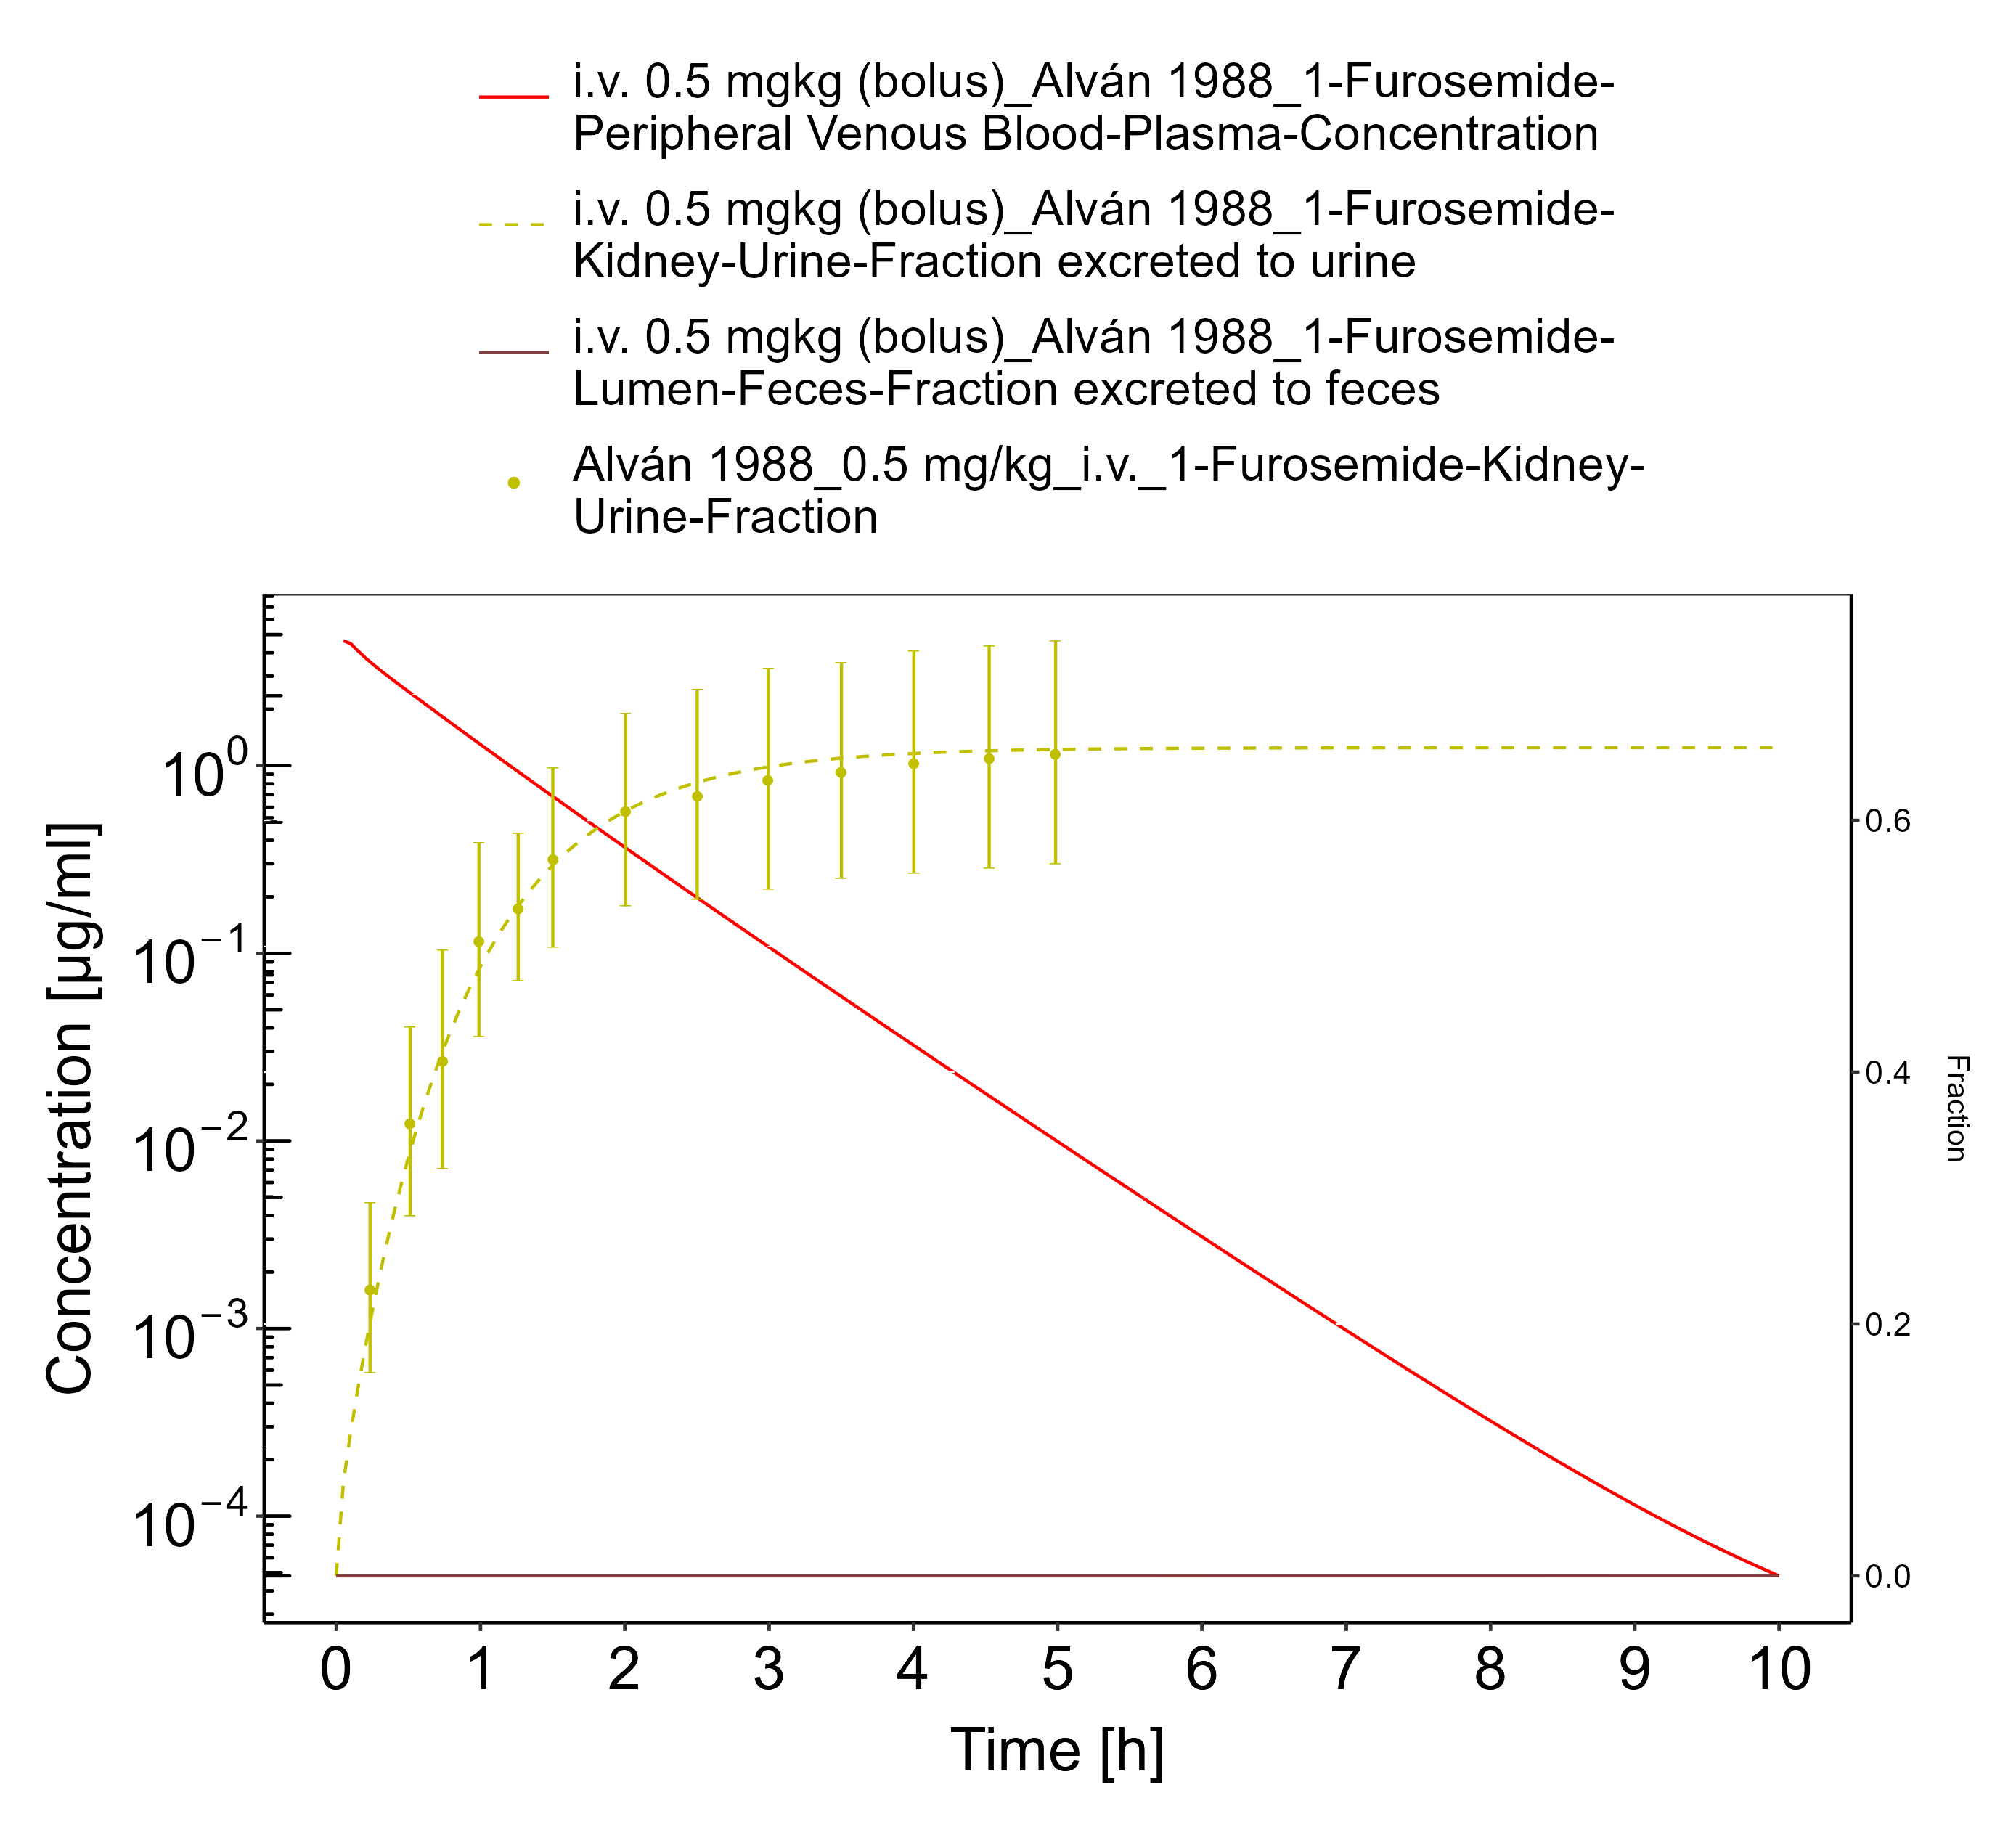 i.v. 0.5 mgkg (bolus)_Alván 1988_1-Furosemide-
Peripheral Venous Blood-Plasma-Concentration
i.v. 0.5 mgkg (bolus)_Alván 1988_1-Furosemide-
Kidney-Urine-Fraction excreted to urine
i.v. 0.5 mgkg (bolus)_Alván 1988_1-Furosemide-
Lumen-Feces-Fraction excreted to feces
Alván 1988_0.5 mg/kg_i.v._1-Furosemide-Kidney-
Urine-Fraction
Concentration [µg/ml]
10⁰
10⁻¹
10⁻²
10⁻³
10⁻⁴
0.6
0.4
0.2
0.0
Fraction
0 1 2 3 4 5 6 7 8 9 10
Time [h]